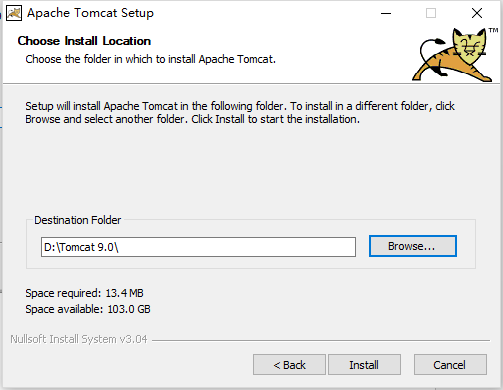 Apache Tomcat Setup
Choose Install Location
Choose the folder in which to install Apache Tomcat.
TM
Setup will install Apache Tomcat in the following folder. To install in a different folder, click
Browse and select another folder. Click Install to start the installation.
Destination Folder
D:\Tomcat 9.0\
Browse...
Space required: 13.4 MB
Space available: 103.0 GB
Nullsoft Install System v3.04
< Back
Install
Cancel